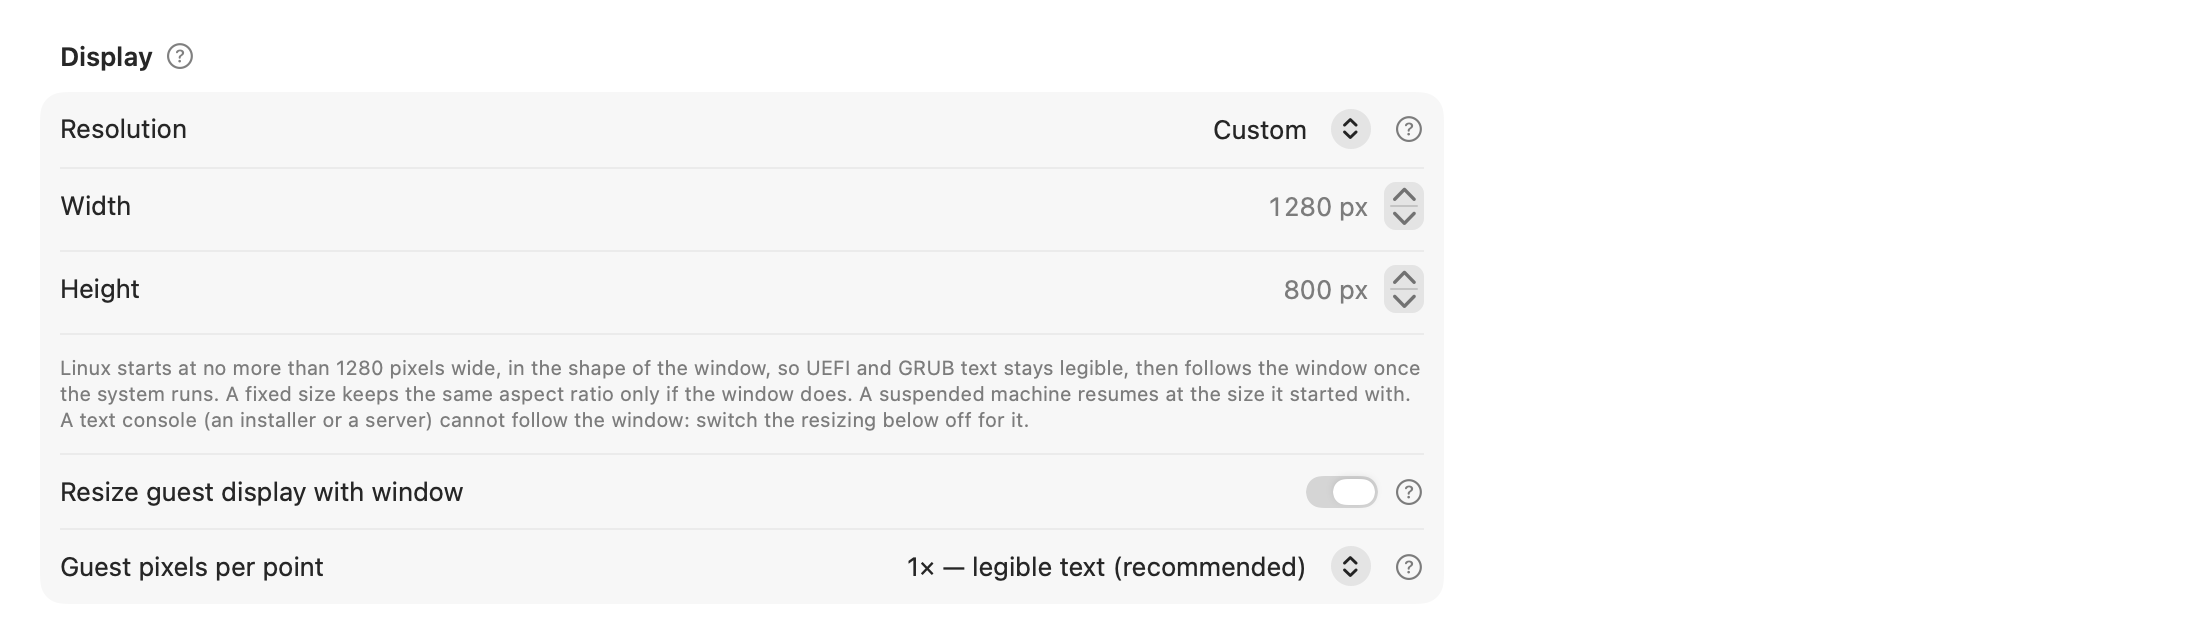 Display
Resolution Custom
Width 1280 px
Height 800 px
Linux starts at no more than 1280 pixels wide, in the shape of the window, so UEFI and GRUB text stays legible, then follows the window once
the system runs. A fixed size keeps the same aspect ratio only if the window does. A suspended machine resumes at the size it started with.
A text console (an installer or a server) cannot follow the window: switch the resizing below off for it.
Resize guest display with window
Guest pixels per point 1× — legible text (recommended)